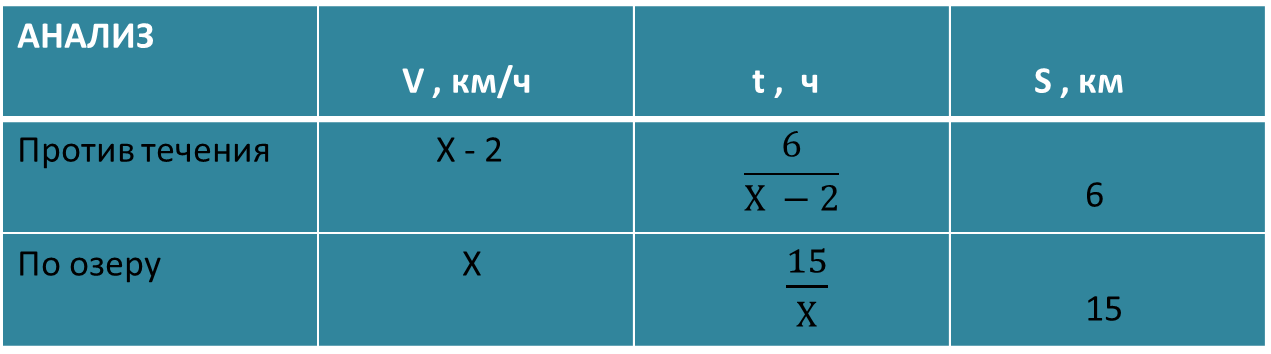 АНАЛИЗ
V , км/ч
t , ч
S , км
Против течения
X - 2
6
X − 2
6
По озеру
X
15
X
15